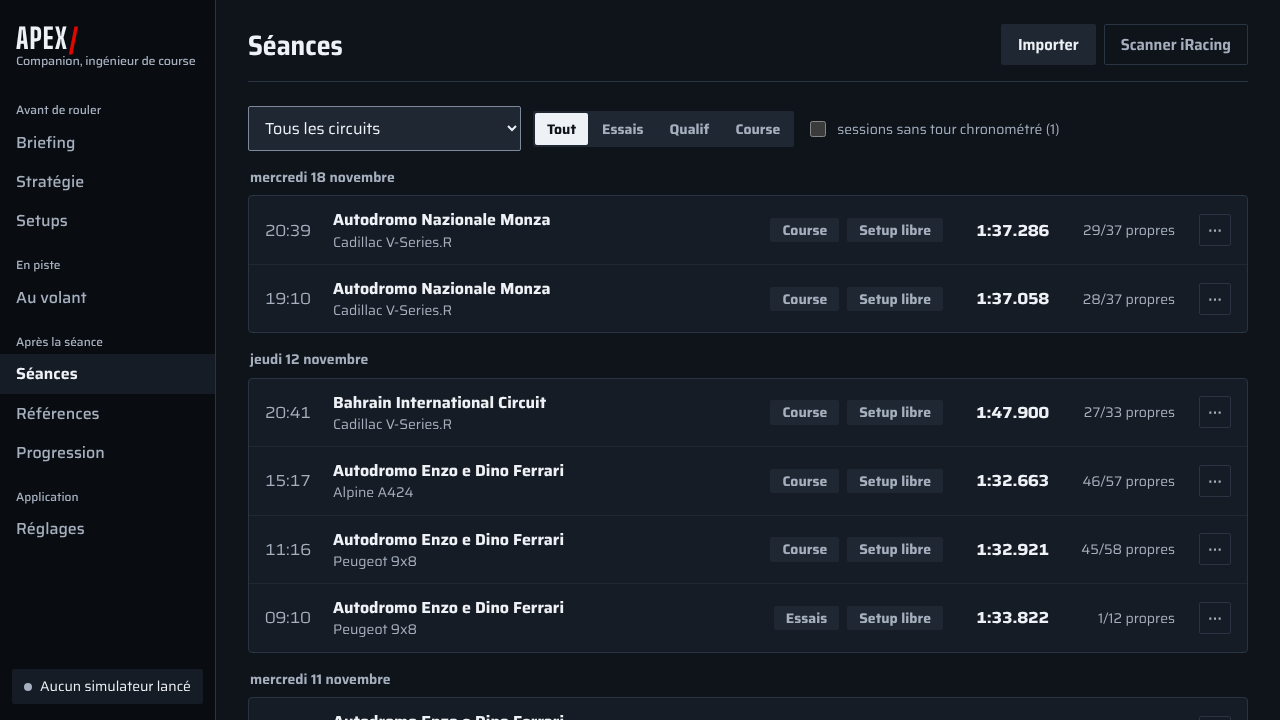 APEX/
Companion, ingénieur de course
Avant de rouler
Briefing
Stratégie
Setups
En piste
Au volant
Après la séance
Séances
Références
Progression
Application
Réglages
Aucun simulateur lancé
Séances
Importer
Scanner iRacing
Tous les circuits
Tout
Essais
Qualif
Course
sessions sans tour chronométré (1)
mercredi 18 novembre
20:39
Autodromo Nazionale Monza
Cadillac V-Series.R
Course
Setup libre
1:37.286
29/37 propres
···
19:10
Autodromo Nazionale Monza
Cadillac V-Series.R
Course
Setup libre
1:37.058
28/37 propres
···
jeudi 12 novembre
20:41
Bahrain International Circuit
Cadillac V-Series.R
Course
Setup libre
1:47.900
27/33 propres
···
15:17
Autodromo Enzo e Dino Ferrari
Alpine A424
Course
Setup libre
1:32.663
46/57 propres
···
11:16
Autodromo Enzo e Dino Ferrari
Peugeot 9x8
Course
Setup libre
1:32.921
45/58 propres
···
09:10
Autodromo Enzo e Dino Ferrari
Peugeot 9x8
Essais
Setup libre
1:33.822
1/12 propres
···
mercredi 11 novembre
Autodromo Enzo e Dino Ferrari